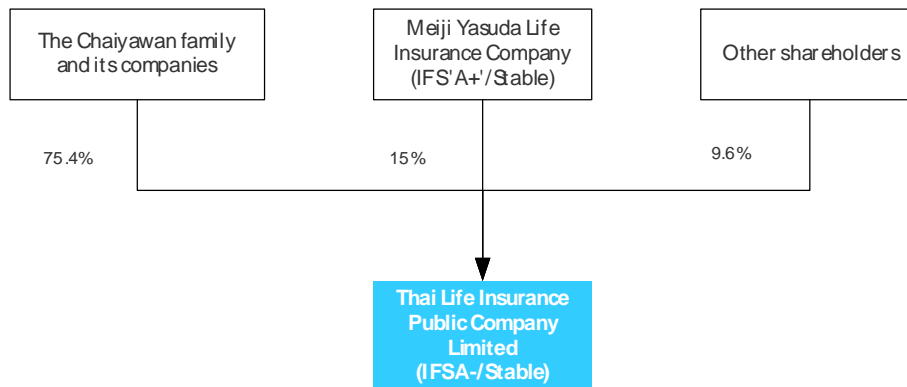 The Chaiyawan family
and its companies
Meiji Yasuda Life
Insurance Company
(IFS'A+'/Stable)
Other shareholders
75.4%
15%
9.6%
Thai Life Insurance
Public Company
Limited
(IFSA-/Stable)